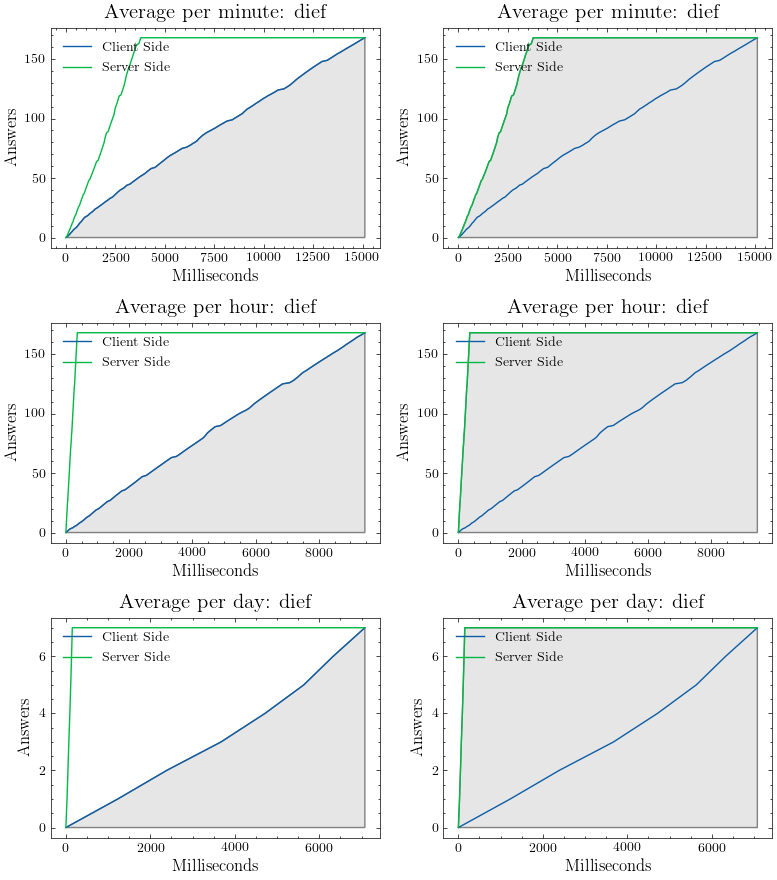 Average per minute: dief
Client Side
Server Side
150
100
50
0
Answers
0 2500 5000 7500 10000 12500 15000
Milliseconds
Average per minute: dief
Client Side
Server Side
150
100
50
0
Answers
0 2500 5000 7500 10000 12500 15000
Milliseconds
Average per hour: dief
Client Side
Server Side
150
100
50
0
Answers
0 2000 4000 6000 8000
Milliseconds
Average per hour: dief
Client Side
Server Side
150
100
50
0
Answers
0 2000 4000 6000 8000
Milliseconds
Average per day: dief
Client Side
Server Side
6
4
2
0
Answers
0 2000 4000 6000
Milliseconds
Average per day: dief
Client Side
Server Side
6
4
2
0
Answers
0 2000 4000 6000
Milliseconds